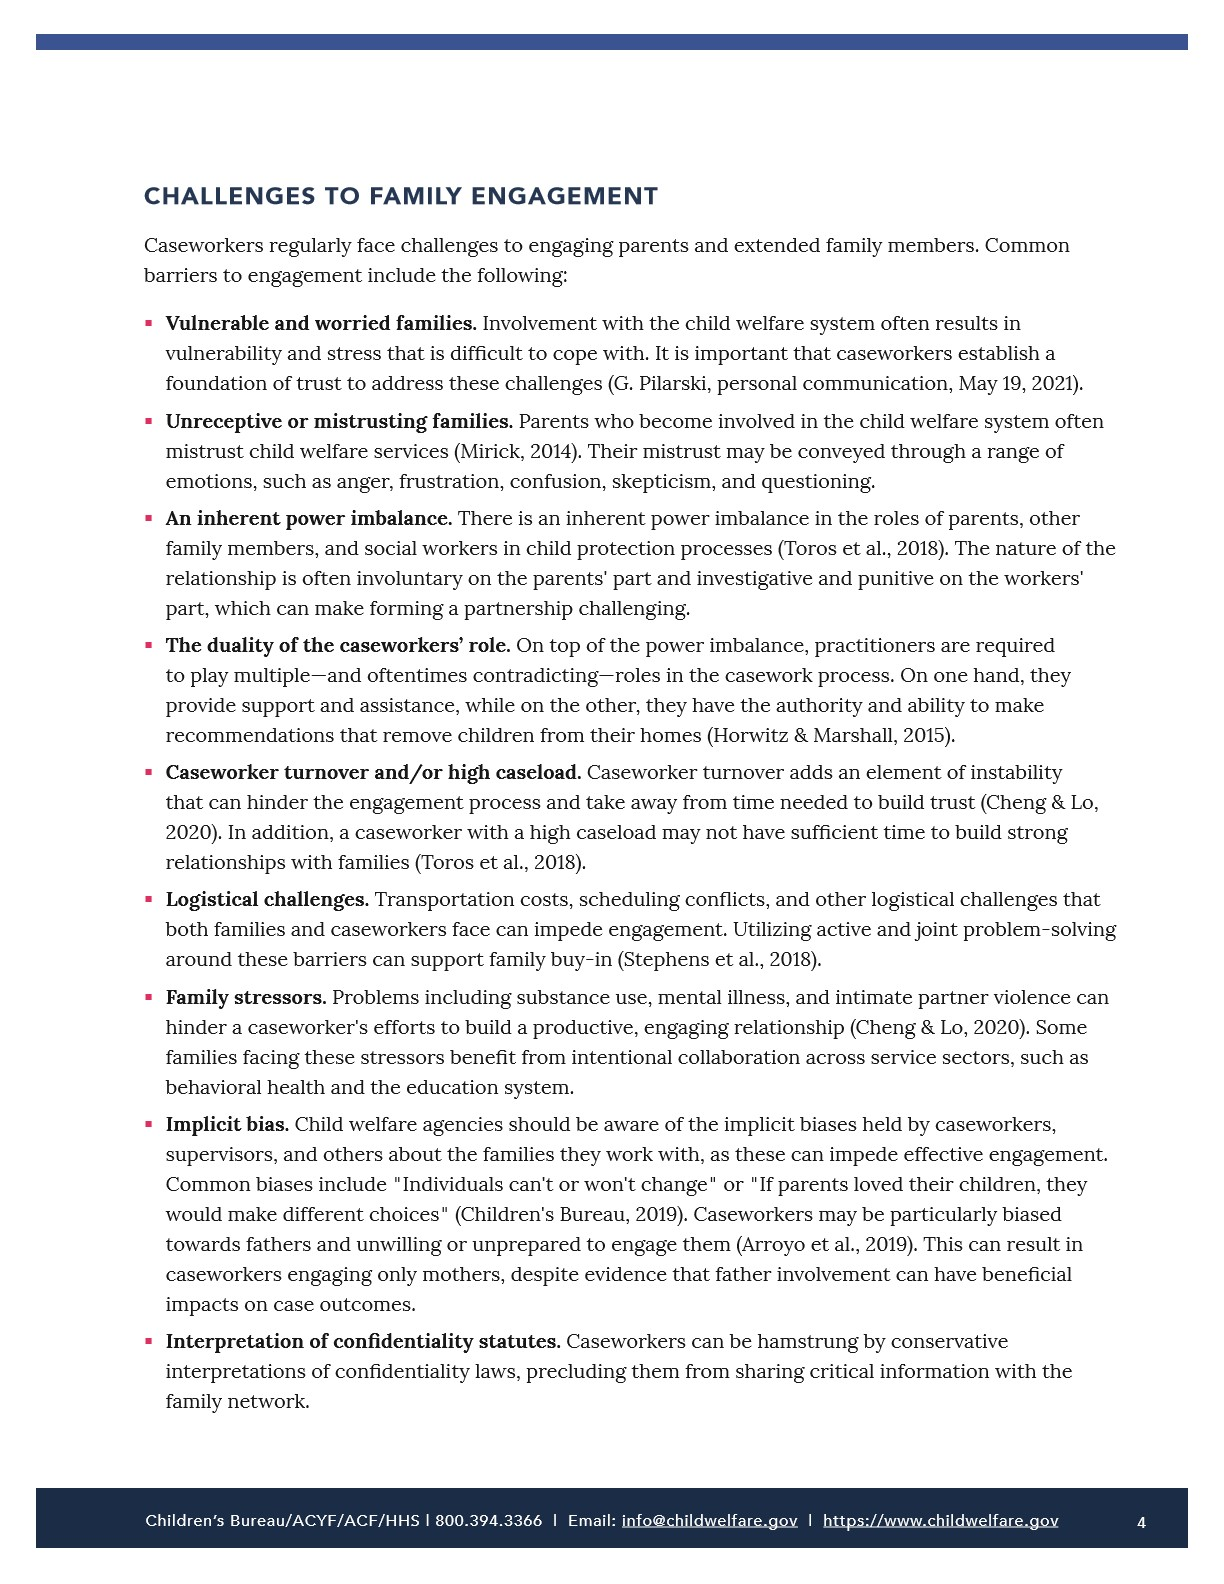 CHALLENGES TO FAMILY ENGAGEMENT
Caseworkers regularly face challenges to engaging parents and extended family members. Common
barriers to engagement include the following:
▪ Vulnerable and worried families. Involvement with the child welfare system often results in
vulnerability and stress that is difficult to cope with. It is important that caseworkers establish a
foundation of trust to address these challenges (G. Pilarski, personal communication, May 19, 2021).
▪ Unreceptive or mistrusting families. Parents who become involved in the child welfare system often
mistrust child welfare services (Mirick, 2014). Their mistrust may be conveyed through a range of
emotions, such as anger, frustration, confusion, skepticism, and questioning.
▪ An inherent power imbalance. There is an inherent power imbalance in the roles of parents, other
family members, and social workers in child protection processes (Toros et al., 2018). The nature of the
relationship is often involuntary on the parents' part and investigative and punitive on the workers'
part, which can make forming a partnership challenging.
▪ The duality of the caseworkers’ role. On top of the power imbalance, practitioners are required
to play multiple—and oftentimes contradicting—roles in the casework process. On one hand, they
provide support and assistance, while on the other, they have the authority and ability to make
recommendations that remove children from their homes (Horwitz & Marshall, 2015).
▪ Caseworker turnover and/or high caseload. Caseworker turnover adds an element of instability
that can hinder the engagement process and take away from time needed to build trust (Cheng & Lo,
2020). In addition, a caseworker with a high caseload may not have sufficient time to build strong
relationships with families (Toros et al., 2018).
▪ Logistical challenges. Transportation costs, scheduling conflicts, and other logistical challenges that
both families and caseworkers face can impede engagement. Utilizing active and joint problem-solving
around these barriers can support family buy-in (Stephens et al., 2018).
▪ Family stressors. Problems including substance use, mental illness, and intimate partner violence can
hinder a caseworker's efforts to build a productive, engaging relationship (Cheng & Lo, 2020). Some
families facing these stressors benefit from intentional collaboration across service sectors, such as
behavioral health and the education system.
▪ Implicit bias. Child welfare agencies should be aware of the implicit biases held by caseworkers,
supervisors, and others about the families they work with, as these can impede effective engagement.
Common biases include "Individuals can't or won't change" or "If parents loved their children, they
would make different choices" (Children's Bureau, 2019). Caseworkers may be particularly biased
towards fathers and unwilling or unprepared to engage them (Arroyo et al., 2019). This can result in
caseworkers engaging only mothers, despite evidence that father involvement can have beneficial
impacts on case outcomes.
▪ Interpretation of confidentiality statutes. Caseworkers can be hamstrung by conservative
interpretations of confidentiality laws, precluding them from sharing critical information with the
family network.
Children’s Bureau/ACYF/ACF/HHS | 800.394.3366 | Email: info@childwelfare.gov | https://www.childwelfare.gov 4